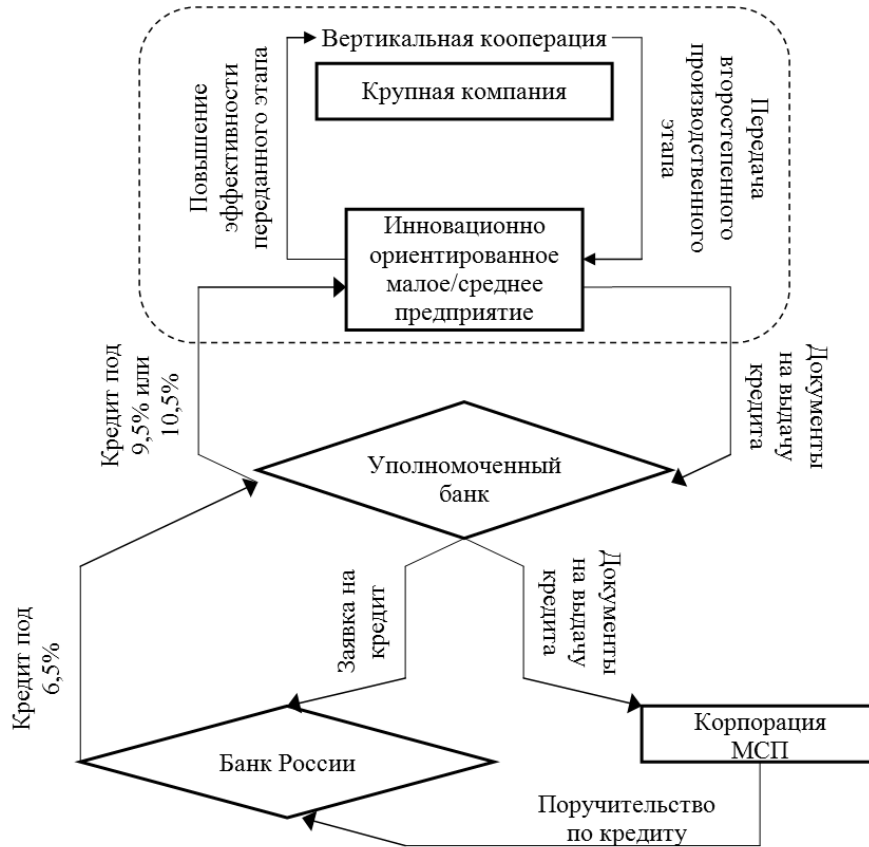 Вертикальная кооперация
Крупная компания
Повышение
эффективности
переданного этапа
Передача
второстепенного
производственного
этапа
Инновационно
ориентированное
малое/среднее
предприятие
Кредит под
9,5% или
10,5%
Документы
на выдачу
кредита
Уполномоченный
банк
Заявка на
кредит
Документы
на выдачу
кредита
Кредит под
6,5%
Банк России
Корпорация
МСП
Поручительство
по кредиту